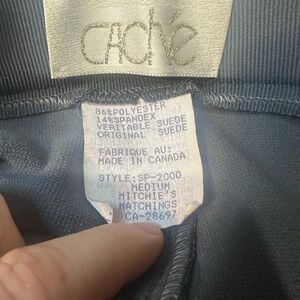 Caché
86%POLYESTER
14%SPANDEX
VERITABLE SUEDE
ORIGINAL SUEDE
FABRIQUE AU:
MADE IN CANADA
STYLE:SP-2000
MEDIUM
MITCHIE'S
MATCHINGS
CA-28697